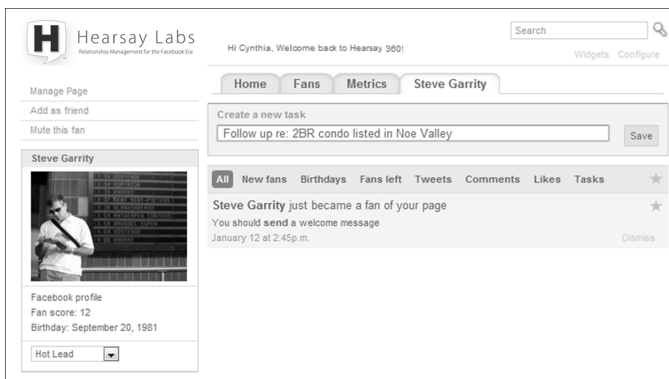 H
Hearsay Labs
Relationship Management for the Facebook Era
Hi Cynthia, Welcome back to Hearsay 360!
Search
Widgets Configure
Manage Page
Add as friend
Mute this fan
Home Fans Metrics Steve Garrity
Create a new task
Follow up re: 2BR condo listed in Noe Valley
Save
Steve Garrity
All New fans Birthdays Fans left Tweets Comments Likes Tasks
Steve Garrity just became a fan of your page
You should send a welcome message
January 12 at 2:45p.m.
Dismiss
Facebook profile
Fan score: 12
Birthday: September 20, 1981
Hot Lead